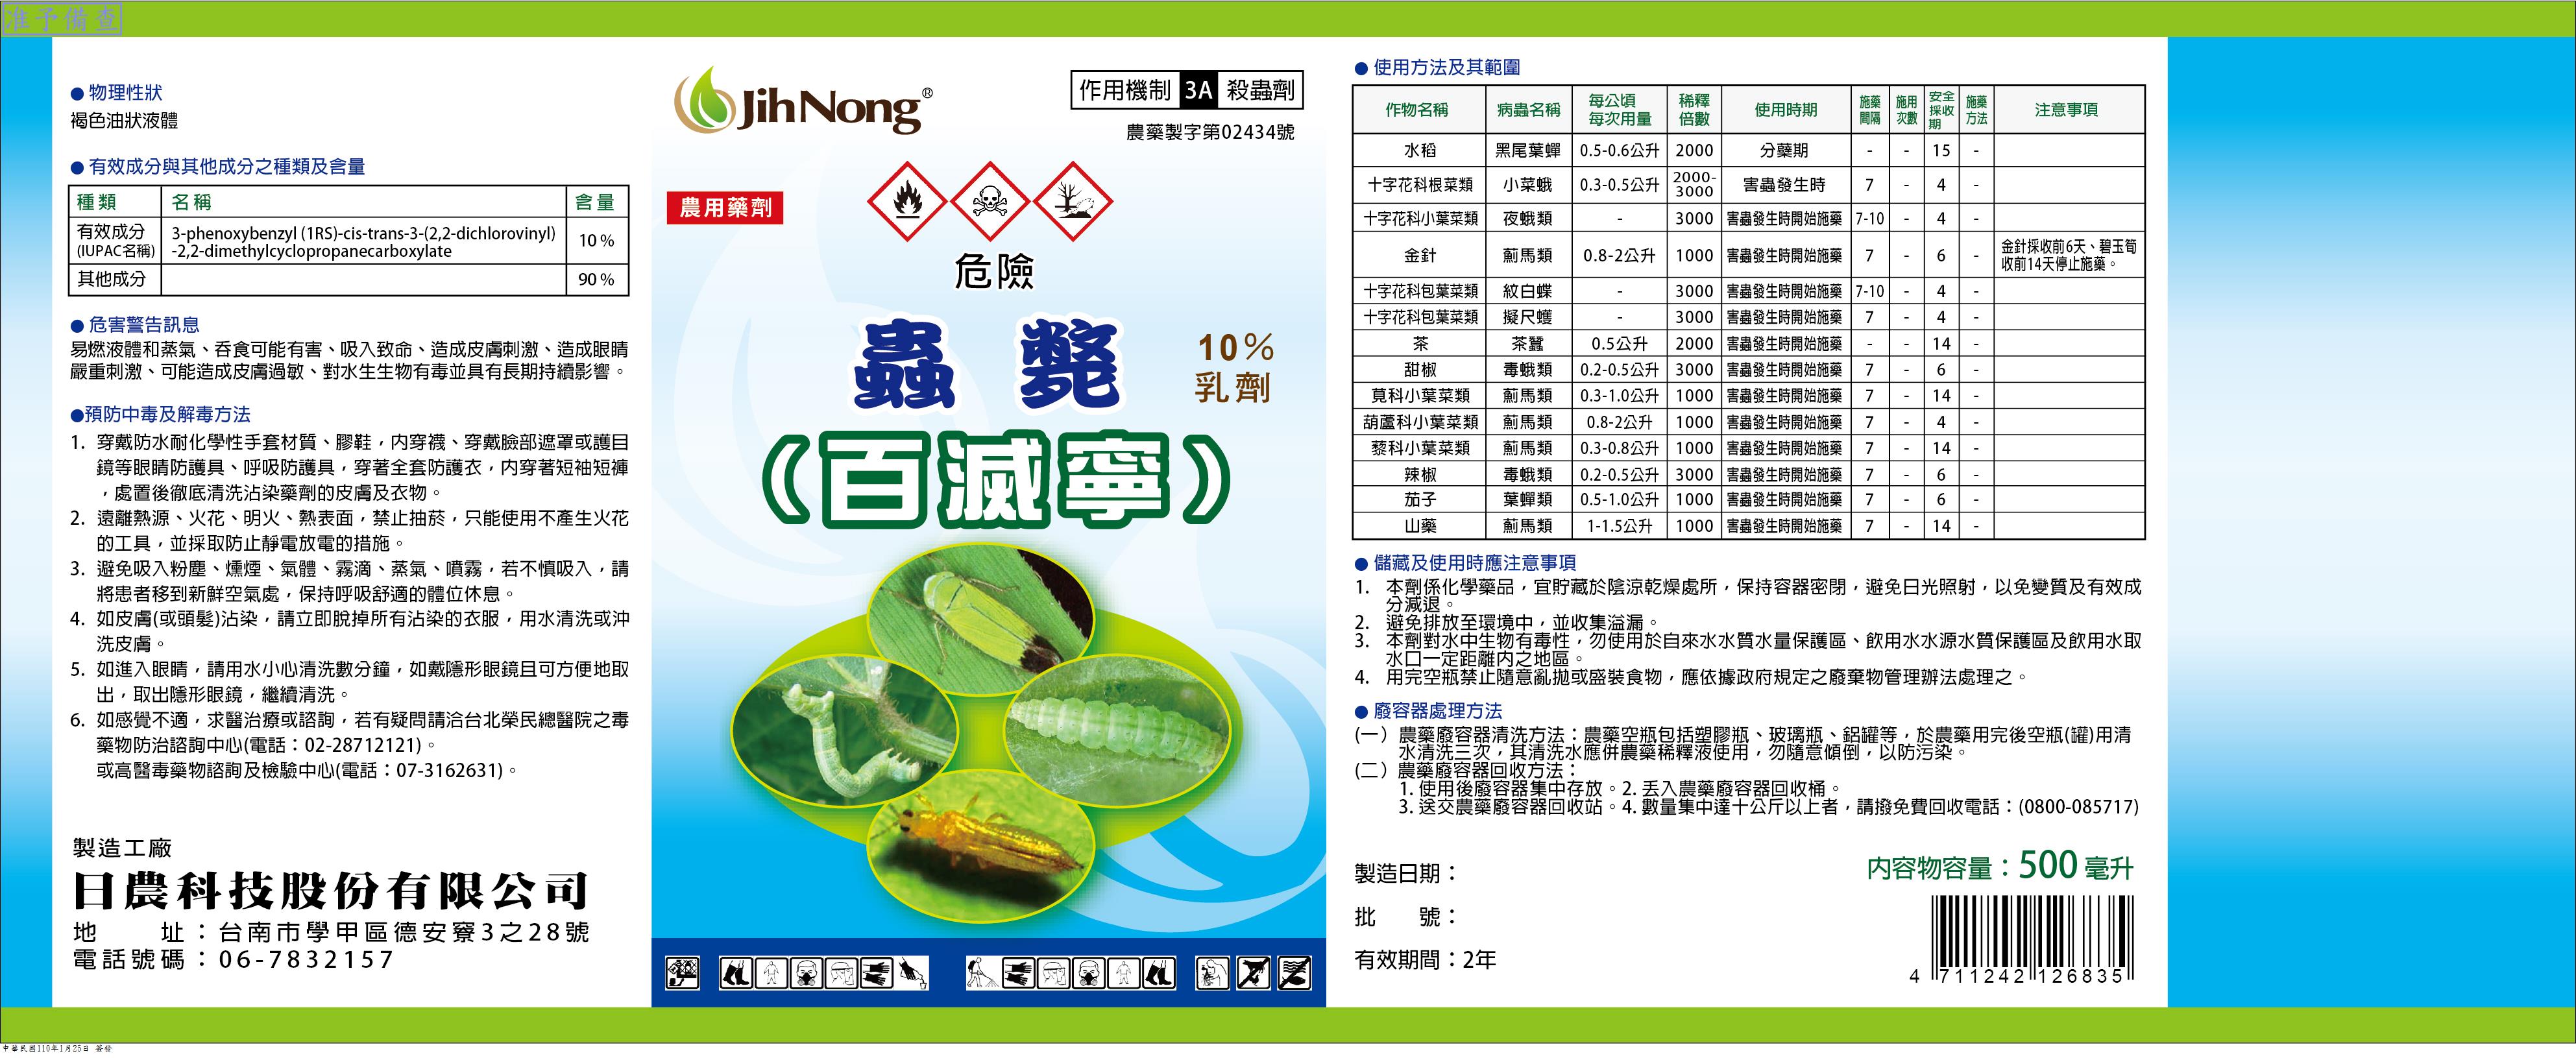 准予備查
● 物理性狀
褐色油狀液體
● 有效成分與其他成分之種類及含量
種類 名稱 含量
有效成分 (IUPAC名稱) 3-phenoxybenzyl (1RS)-cis-trans-3-(2,2-dichlorovinyl) 10%
-2,2-dimethylcyclopropanecarboxylate
其他成分 90%
● 危害警告訊息
易燃液體和蒸氣、吞食可能有害、吸入致命、造成皮膚刺激、造成眼睛
嚴重刺激、可能造成皮膚過敏、對水生生物有毒並具有長期持續影響。
●預防中毒及解毒方法
1. 穿戴防水耐化學性手套材質、膠鞋，內穿襪、穿戴臉部遮罩或護目
鏡等眼睛防護具、呼吸防護具，穿著全套防護衣，內穿著短袖短褲
，處置後徹底清洗沾染藥劑的皮膚及衣物。
2. 遠離熱源、火花、明火、熱表面，禁止抽菸，只能使用不產生火花
的工具，並採取防止靜電放電的措施。
3. 避免吸入粉塵、燻煙、氣體、霧滴、蒸氣、噴霧，若不慎吸入，請
將患者移到新鮮空氣處，保持呼吸舒適的體位休息。
4. 如皮膚(或頭髮)沾染，請立即脫掉所有沾染的衣服，用水清洗或沖
洗皮膚。
5. 如進入眼睛，請用水小心清洗數分鐘，如戴隱形眼鏡且可方便地取
出，取出隱形眼鏡，繼續清洗。
6. 如感覺不適，求醫治療或諮詢，若有疑問請洽台北榮民總醫院之毒
藥物防治諮詢中心(電話：02-28712121)。
或高醫毒藥物諮詢及檢驗中心(電話：07-3162631)。
製造工廠
日農科技股份有限公司
地　　址：台南市學甲區德安寮3之28號
電話號碼：06-7832157
JihNong®
作用機制 3A 殺蟲劑
農藥製字第02434號
農用藥劑
危險
蟲斃
10%
乳劑
（百滅寧）
● 使用方法及其範圍
作物名稱 病蟲名稱 每公頃每次用量 稀釋倍數 使用時期 施藥間隔 施用次數 安全採收期 施藥方法 注意事項
水稻 黑尾葉蟬 0.5-0.6公升 2000 分蘗期 - - 15 -
十字花科根菜類 小菜蛾 0.3-0.5公升 2000-3000 害蟲發生時 7 - 4 -
十字花科小葉菜類 夜蛾類 - 3000 害蟲發生時開始施藥 7-10 - 4 -
金針 薊馬類 0.8-2公升 1000 害蟲發生時開始施藥 7 - 6 - 金針採收前6天、碧玉筍收前14天停止施藥。
十字花科包葉菜類 紋白蝶 - 3000 害蟲發生時開始施藥 7-10 - 4 -
十字花科包葉菜類 擬尺蠖 - 3000 害蟲發生時開始施藥 7 - 4 -
茶 茶蠶 0.5公升 2000 害蟲發生時開始施藥 - - 14 -
甜椒 毒蛾類 0.2-0.5公升 3000 害蟲發生時開始施藥 7 - 6 -
莧科小葉菜類 薊馬類 0.3-1.0公升 1000 害蟲發生時開始施藥 7 - 14 -
葫蘆科小葉菜類 薊馬類 0.8-2公升 1000 害蟲發生時開始施藥 7 - 4 -
藜科小葉菜類 薊馬類 0.3-0.8公升 1000 害蟲發生時開始施藥 7 - 14 -
辣椒 毒蛾類 0.2-0.5公升 3000 害蟲發生時開始施藥 7 - 6 -
茄子 葉蟬類 0.5-1.0公升 1000 害蟲發生時開始施藥 7 - 6 -
山藥 薊馬類 1-1.5公升 1000 害蟲發生時開始施藥 7 - 14 -
● 儲藏及使用時應注意事項
1. 本劑係化學藥品，宜貯藏於陰涼乾燥處所，保持容器密閉，避免日光照射，以免變質及有效成
分減退。
2. 避免排放至環境中，並收集溢漏。
3. 本劑對水中生物有毒性，勿使用於自來水水質水量保護區、飲用水水源水質保護區及飲用水取
水口一定距離內之地區。
4. 用完空瓶禁止隨意亂拋或盛裝食物，應依據政府規定之廢棄物管理辦法處理之。
● 廢容器處理方法
(一）農藥廢容器清洗方法：農藥空瓶包括塑膠瓶、玻璃瓶、鋁罐等，於農藥用完後空瓶(罐)用清
水清洗三次，其清洗水應併農藥稀釋液使用，勿隨意傾倒，以防污染。
(二）農藥廢容器回收方法：
1. 使用後廢容器集中存放。2. 丟入農藥廢容器回收桶。
3. 送交農藥廢容器回收站。4. 數量集中達十公斤以上者，請撥免費回收電話：(0800-085717)
製造日期：
批　　號：
有效期間：2年
內容物容量：500 毫升
4 711242 126835
中華民國110年1月25日 簽發